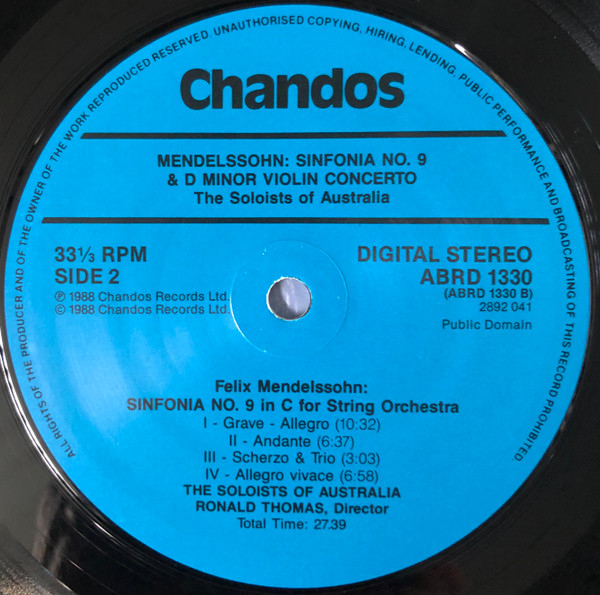 ALL RIGHTS OF THE PRODUCER AND OF THE OWNER OF THE WORK REPRODUCED RESERVED. UNAUTHORISED COPYING, HIRING, LENDING, PUBLIC PERFORMANCE AND BROADCASTING OF THIS RECORD PROHIBITED.
Chandos
MENDELSSOHN: SINFONIA NO. 9
& D MINOR VIOLIN CONCERTO
The Soloists of Australia
33⅓ RPM
SIDE 2
℗ 1988 Chandos Records Ltd.
© 1988 Chandos Records Ltd.
DIGITAL STEREO
ABRD 1330
(ABRD 1330 B)
2892 041
Public Domain
Felix Mendelssohn:
SINFONIA NO. 9 in C for String Orchestra
I - Grave - Allegro (10:32)
II - Andante (6:37)
III - Scherzo & Trio (3:03)
IV - Allegro vivace (6:58)
THE SOLOISTS OF AUSTRALIA
RONALD THOMAS, Director
Total Time: 27.39